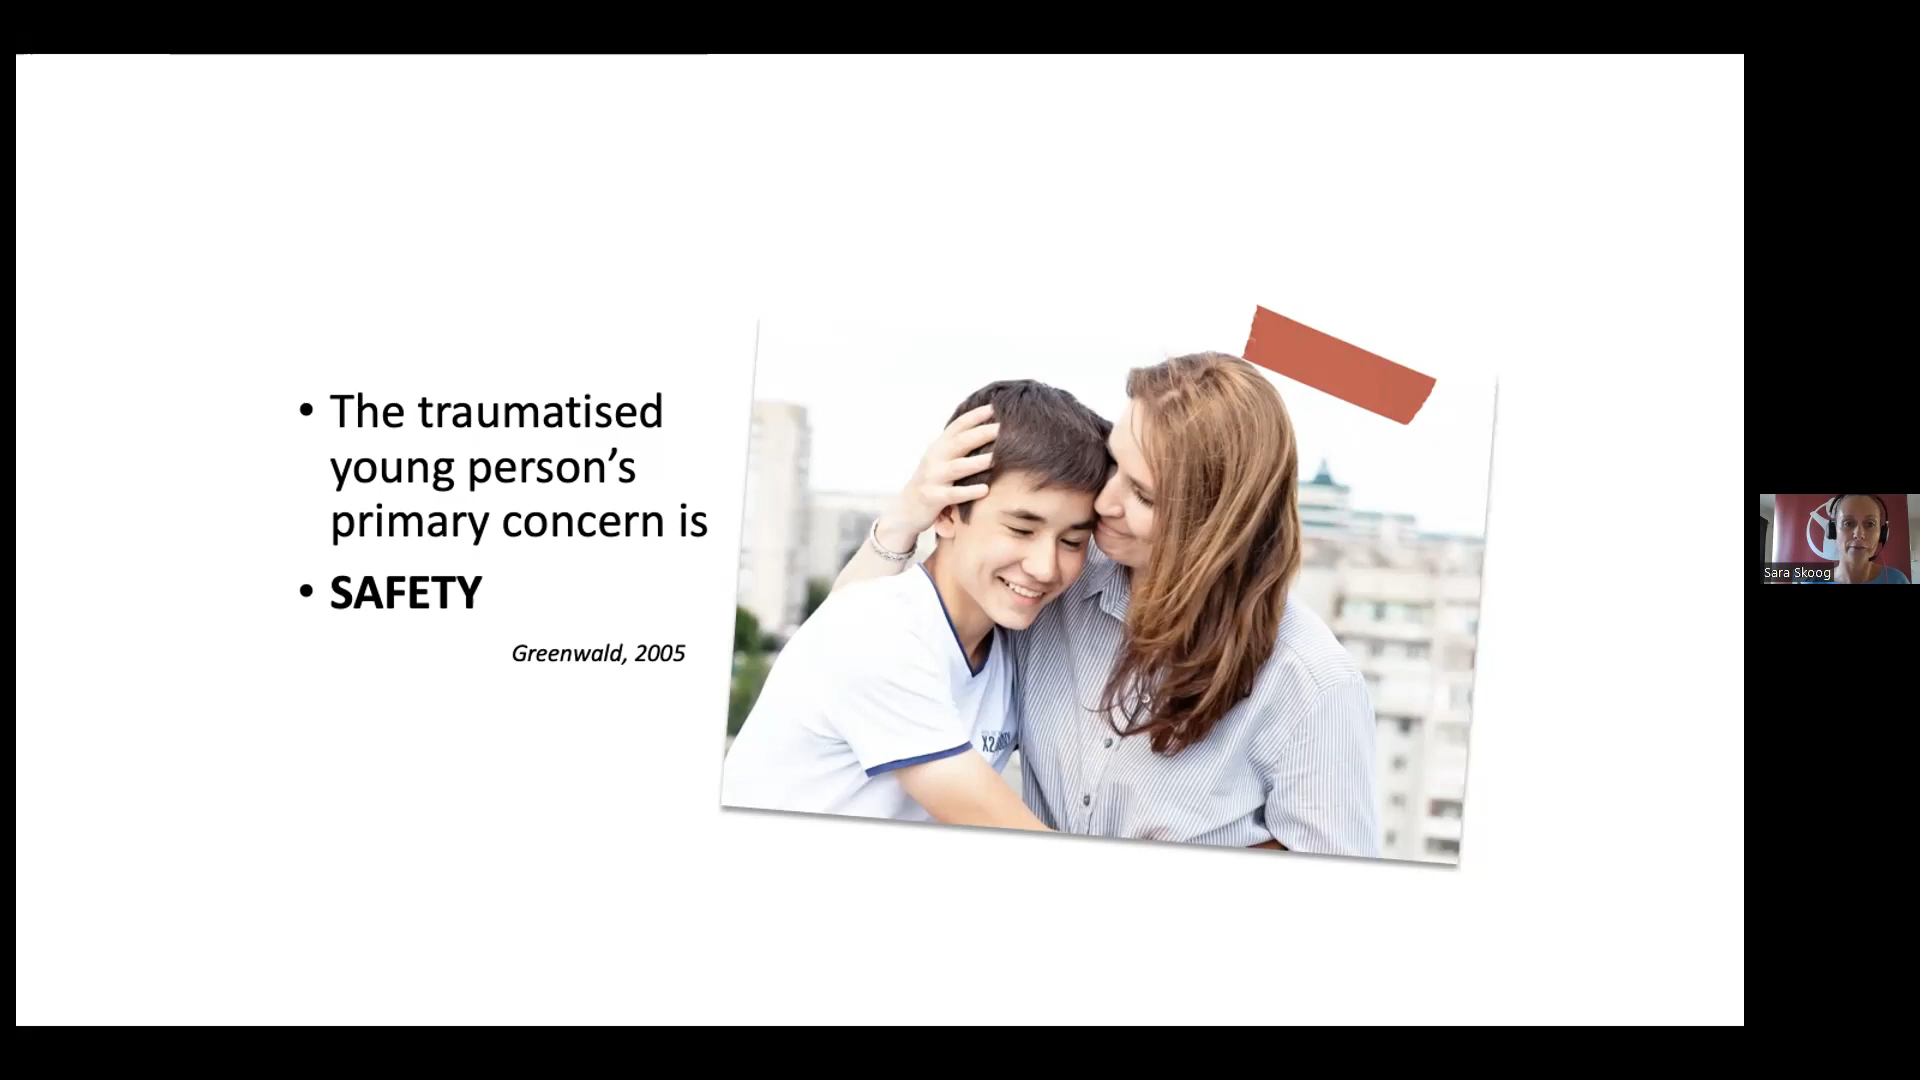 • The traumatised
young person’s
primary concern is
• SAFETY
Greenwald, 2005
Sara Skoog